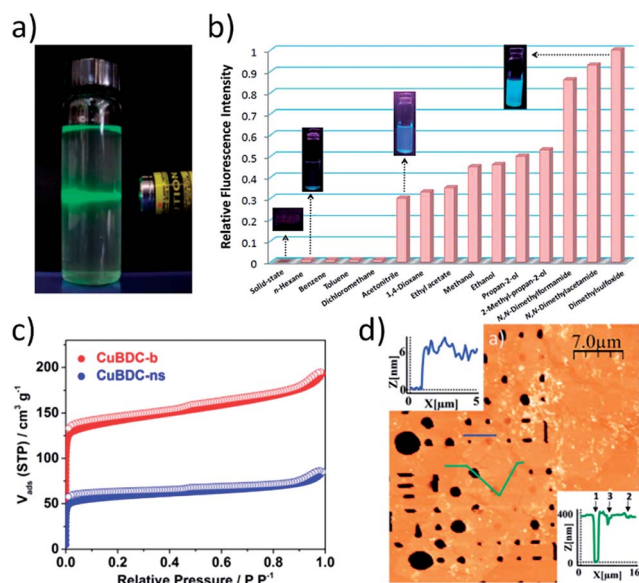 a)
TION
b)
Relative Fluorescence Intensity
1
0.9
0.8
0.7
0.6
0.5
0.4
0.3
0.2
0.1
0
Solid-state
n-Hexane
Benzene
Toluene
Dichloromethane
Acetonitrile
1,4-Dioxane
Ethyl acetate
Methanol
Ethanol
Propan-2-ol
2-Methyl-propan-2-ol
N,N-Dimethylformamide
N,N-Dimethylacetamide
Dimethylsulfoxide
c)
CuBDC-b
CuBDC-ns
V_ads (STP) / cm³ g⁻¹
200
150
100
50
0
0.0 0.2 0.4 0.6 0.8 1.0
Relative Pressure / P P⁻¹
d)
a)
7.0µm
Z[nm]
6
0
0 X[µm] 5
1 3 2
400
Z[nm]
0
0 X[µm] 16